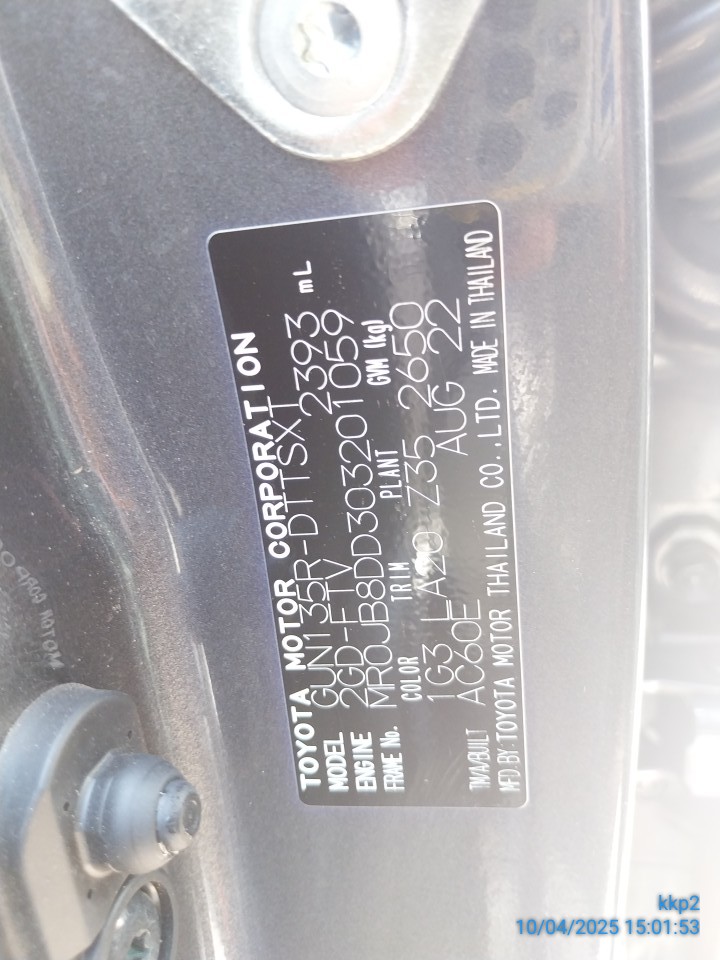 TOYOTA MOTOR CORPORATION
MODEL GUN135R-DTTSXT
ENGINE 2GD-FTV 2393 mL
FRAME No. MR0JB8DD303201059
COLOR TRIM PLANT GVM (kg)
1G3 LA20 Z35 2650
TM/A/BUILT AC60E AUG 22
MFD.BY:TOYOTA MOTOR THAILAND CO.,LTD. MADE IN THAILAND
kkp2
10/04/2025 15:01:53